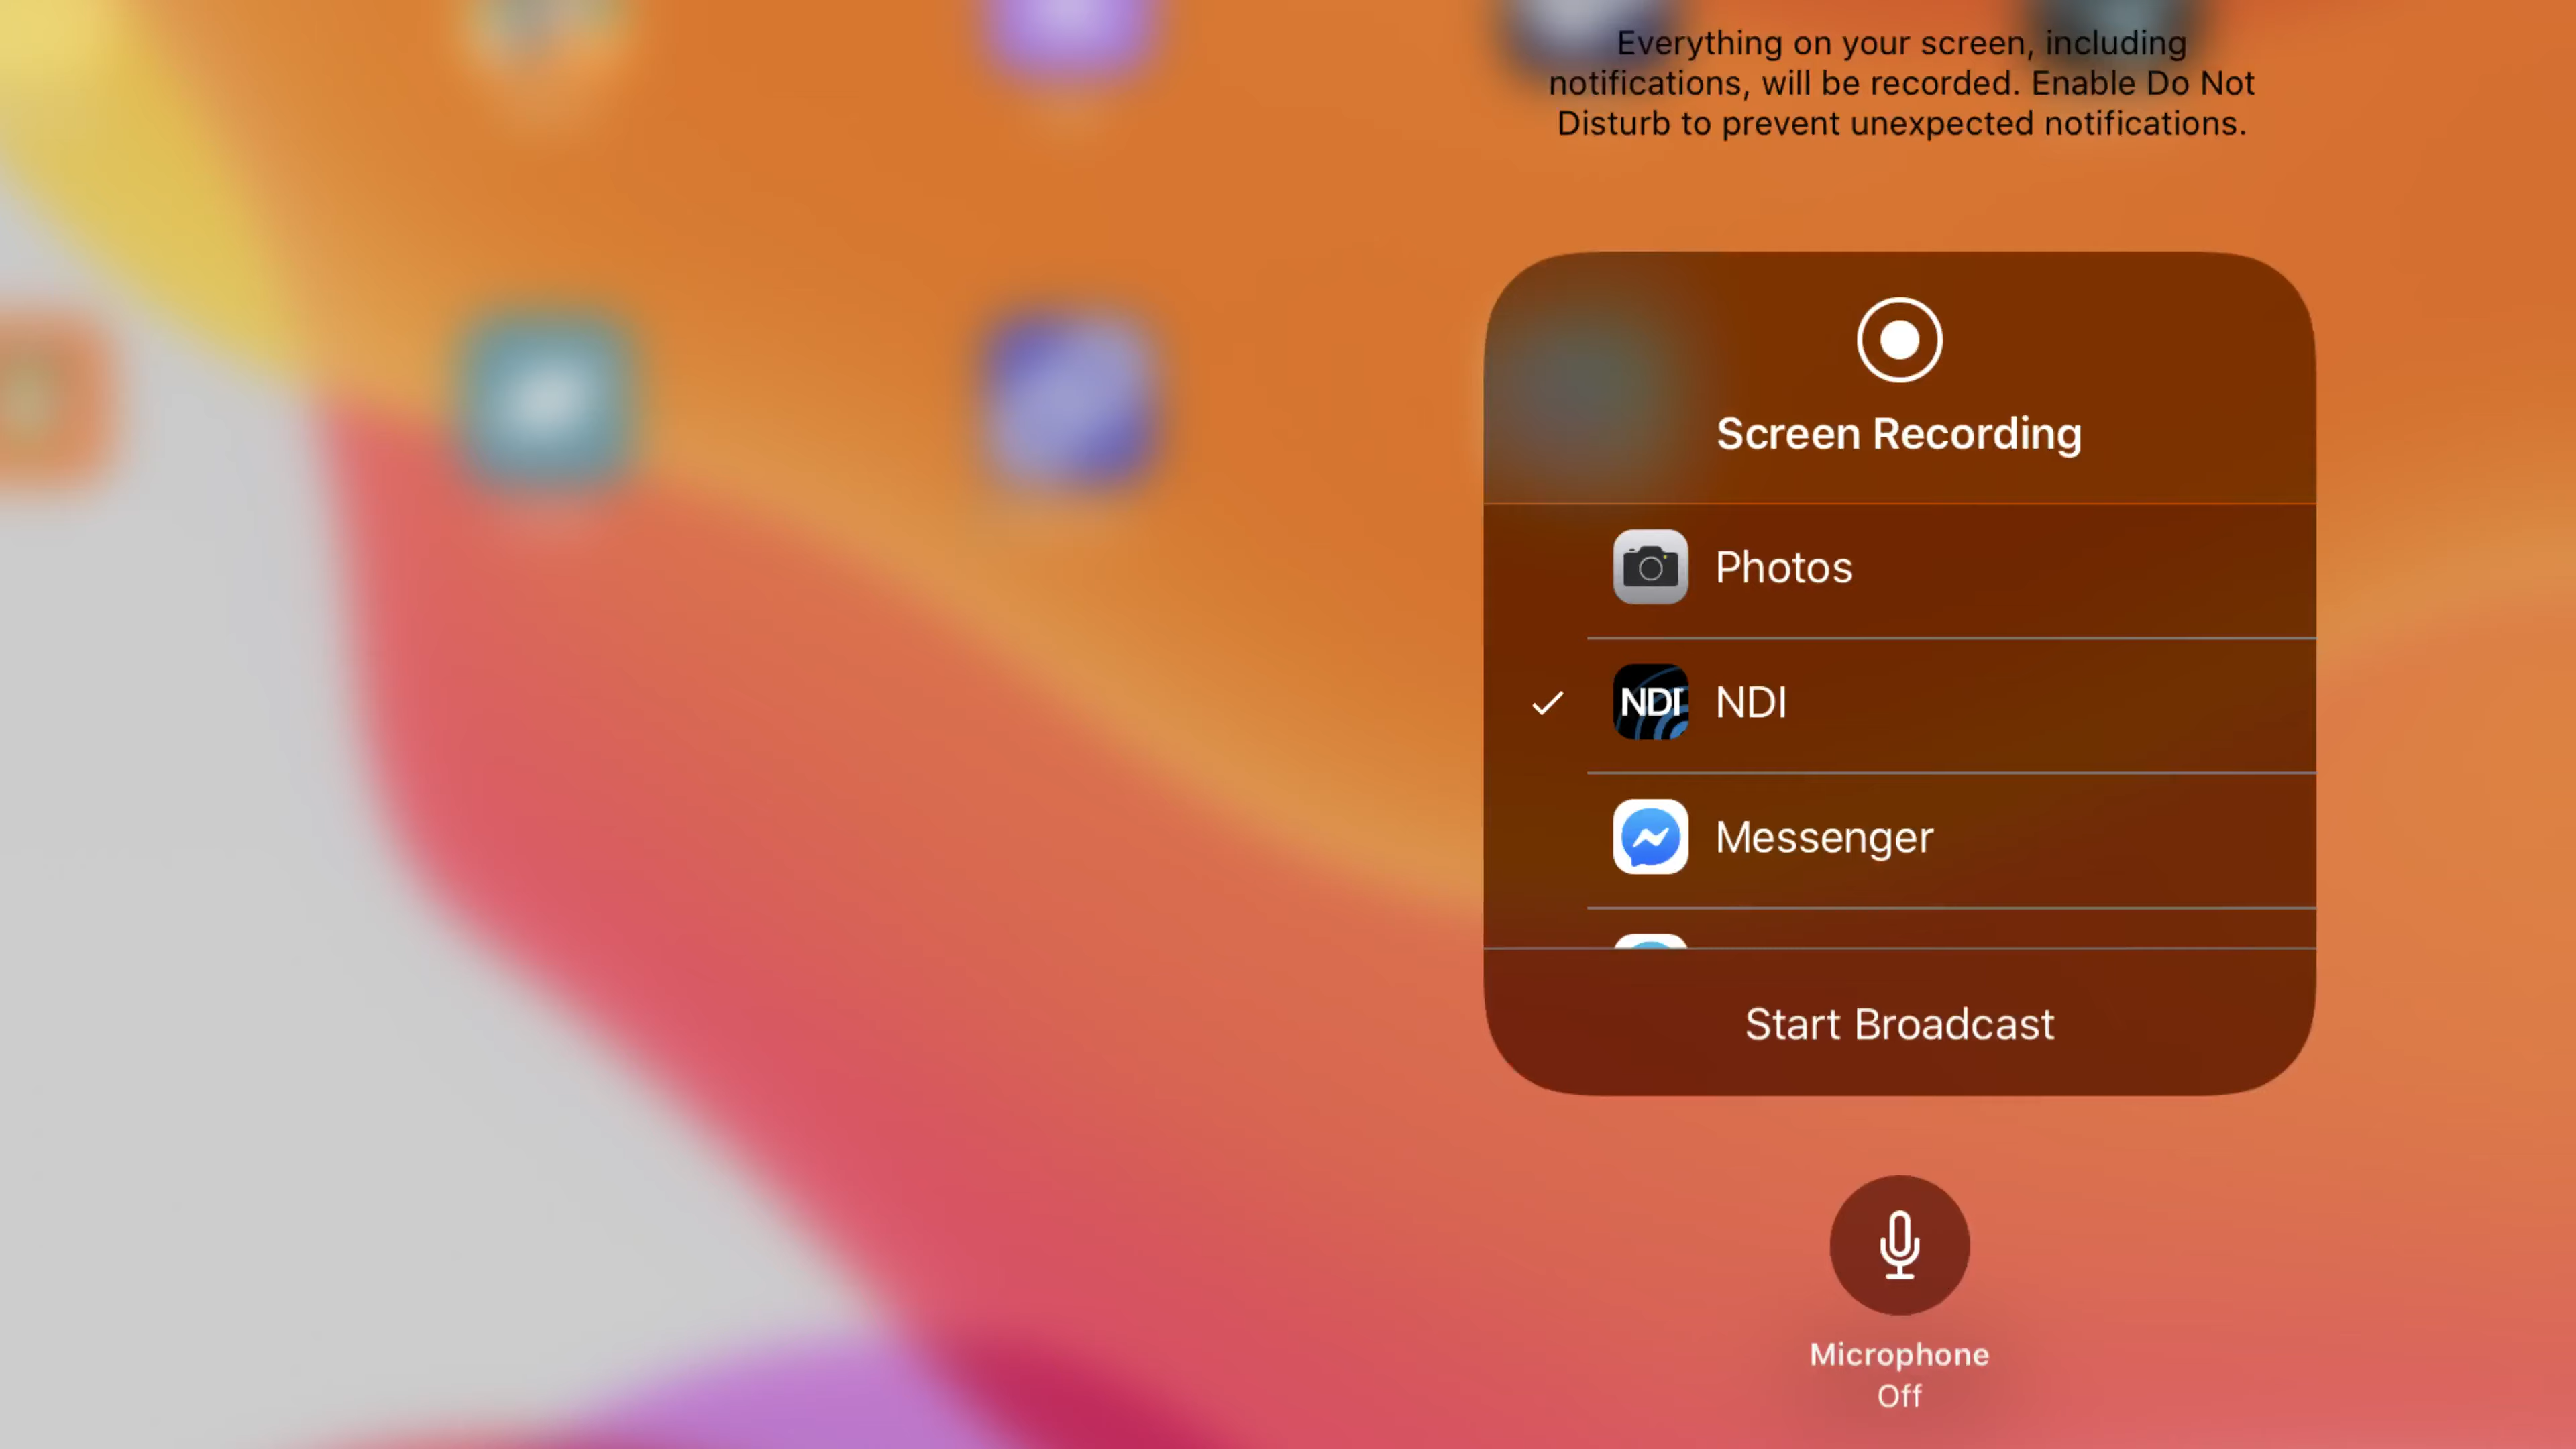 Everything on your screen, including
notifications, will be recorded. Enable Do Not
Disturb to prevent unexpected notifications.
Screen Recording
Photos
NDI NDI
Messenger
Start Broadcast
Microphone
Off